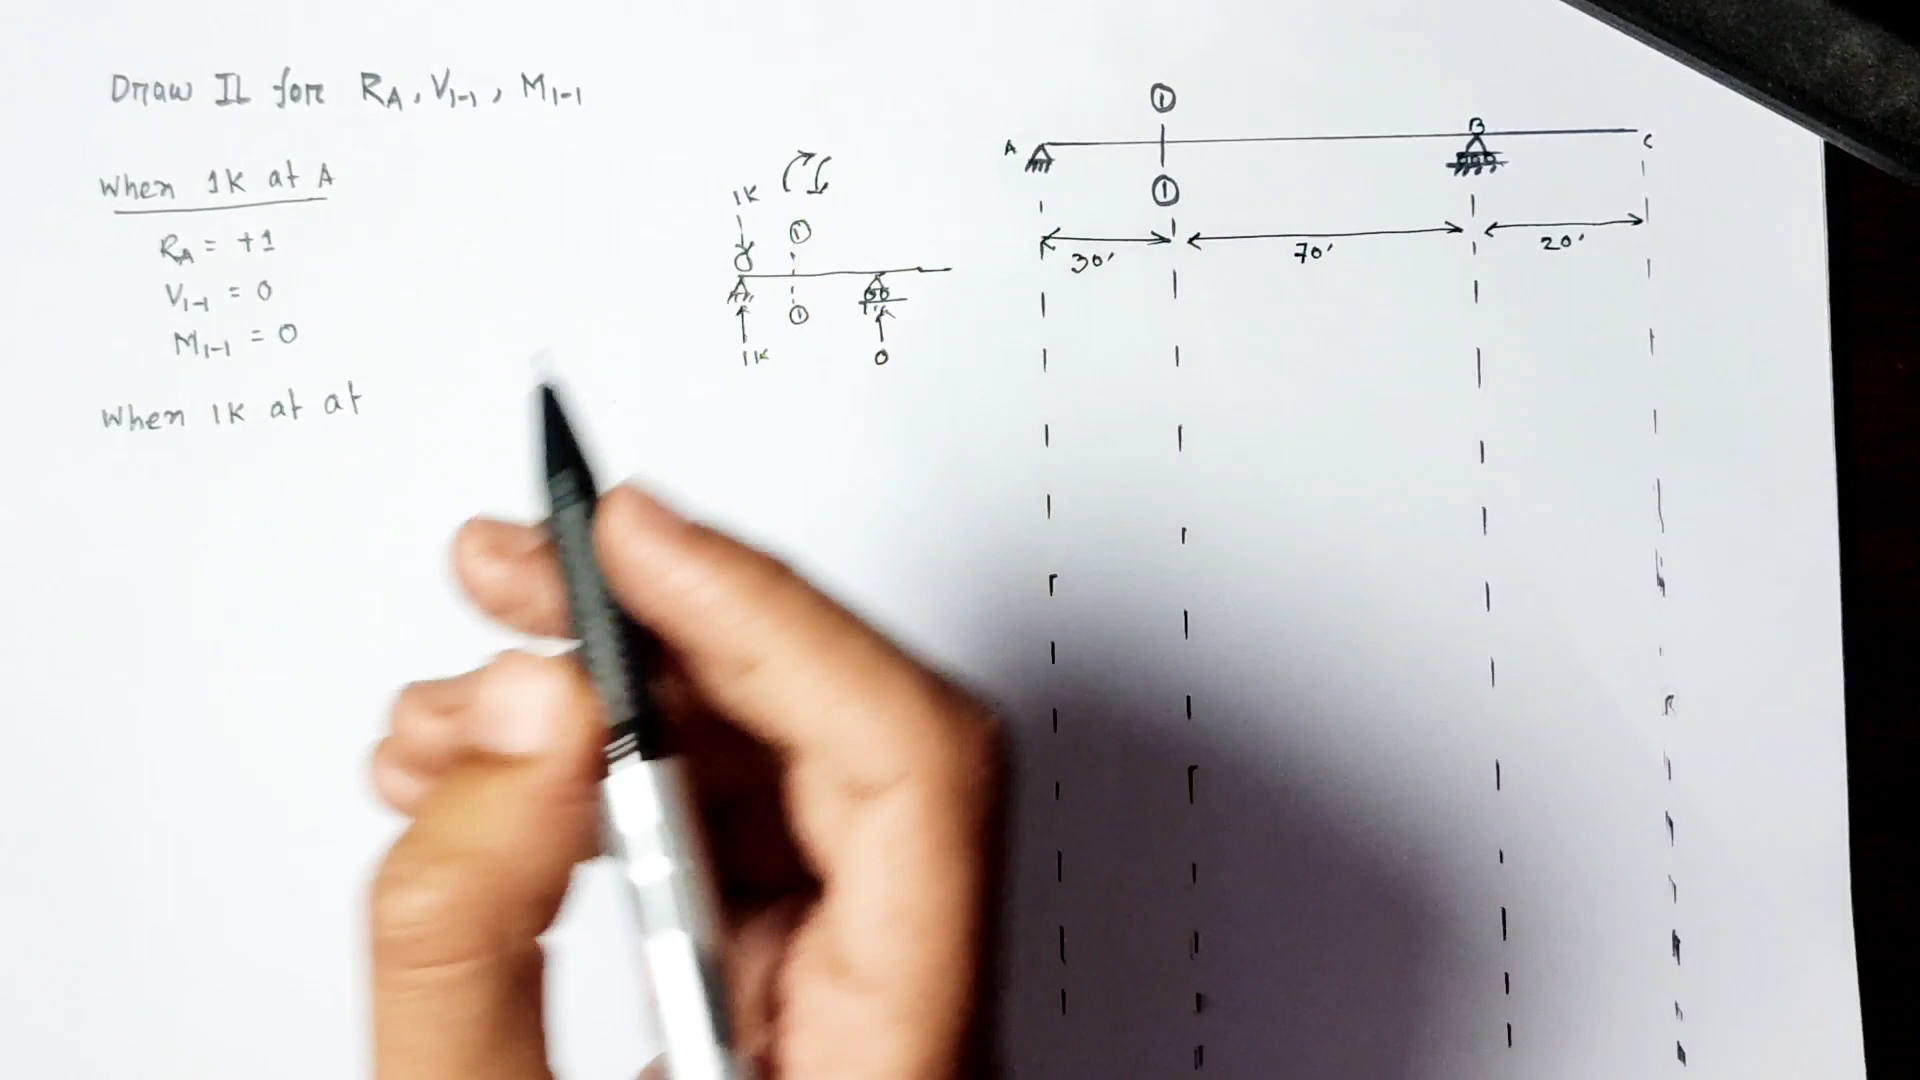 Draw IL for RA, V1-1, M1-1
When 1K at A
RA = +1
V1-1 = 0
M1-1 = 0
When 1K at at
1K
1
1
1K
0
1
A
B
C
1
30'
70'
20'